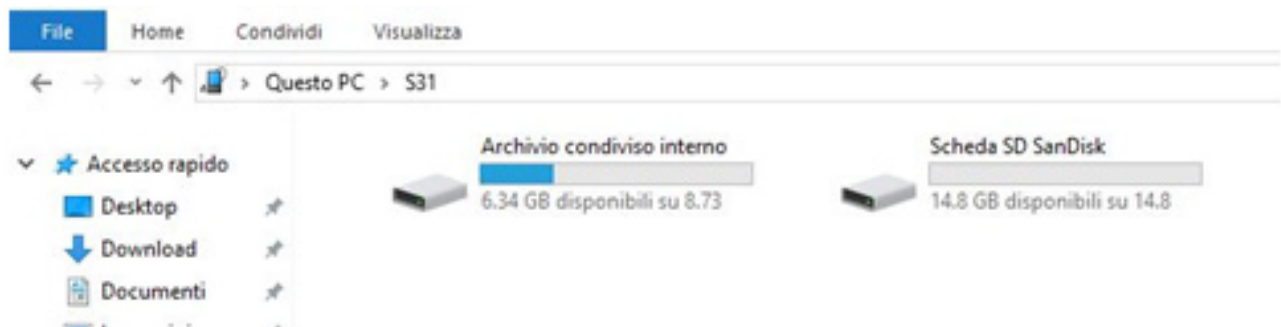 File Home Condividi Visualizza
Questo PC > S31
Accesso rapido
Desktop
Download
Documenti
Archivio condiviso interno
6.34 GB disponibili su 8.73
Scheda SD SanDisk
14.8 GB disponibili su 14.8